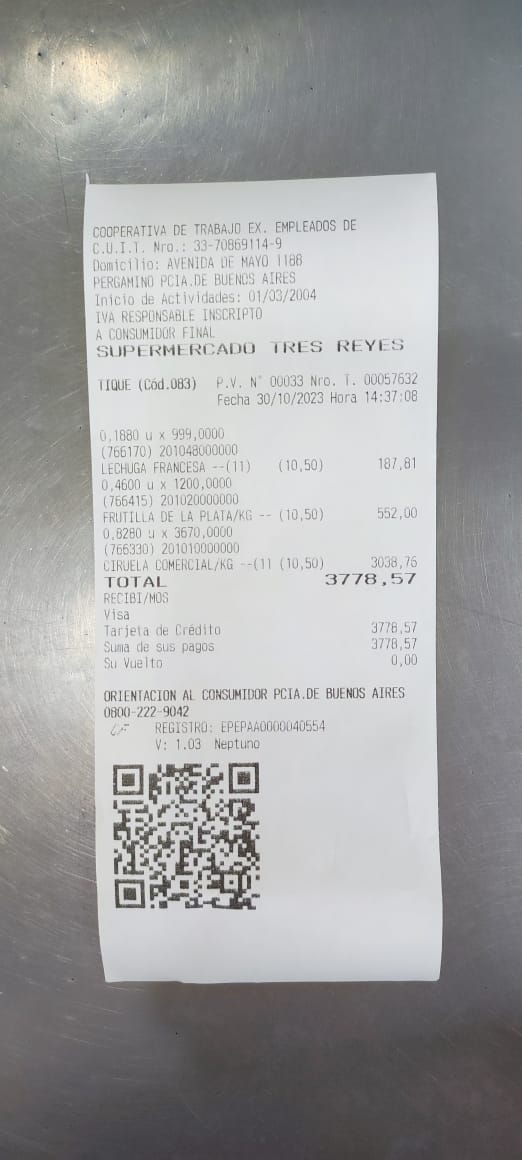 COOPERATIVA DE TRABAJO EX. EMPLEADOS DE
C.U.I.T. Nro.: 33-70869114-9
Domicilio: AVENIDA DE MAYO 1188
PERGAMINO PCIA.DE BUENOS AIRES
Inicio de Actividades: 01/03/2004
IVA RESPONSABLE INSCRIPTO
A CONSUMIDOR FINAL
SUPERMERCADO TRES REYES
TIQUE (Cód.083) P.V. N° 00033 Nro. T. 00057632
Fecha 30/10/2023 Hora 14:37:08
0,1880 u x 999,0000
(766170) 201048000000
LECHUGA FRANCESA --(11) (10,50) 187,81
0,4600 u x 1200,0000
(766415) 201020000000
FRUTILLA DE LA PLATA/KG -- (10,50) 552,00
0,8280 u x 3670,0000
(766330) 201010000000
CIRUELA COMERCIAL/KG --(11 (10,50) 3038,76
TOTAL 3778,57
RECIBI/MOS
Visa
Tarjeta de Crédito 3778,57
Suma de sus pagos 3778,57
Su Vuelto 0,00
ORIENTACION AL CONSUMIDOR PCIA.DE BUENOS AIRES
0800-222-9042
REGISTRO: EPEPAA0000040554
V: 1.03 Neptuno